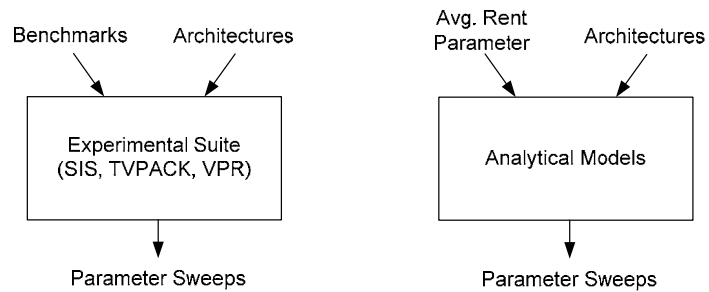 Benchmarks
Architectures
Experimental Suite
(SIS, TVPACK, VPR)
Parameter Sweeps
Avg. Rent
Parameter
Architectures
Analytical Models
Parameter Sweeps